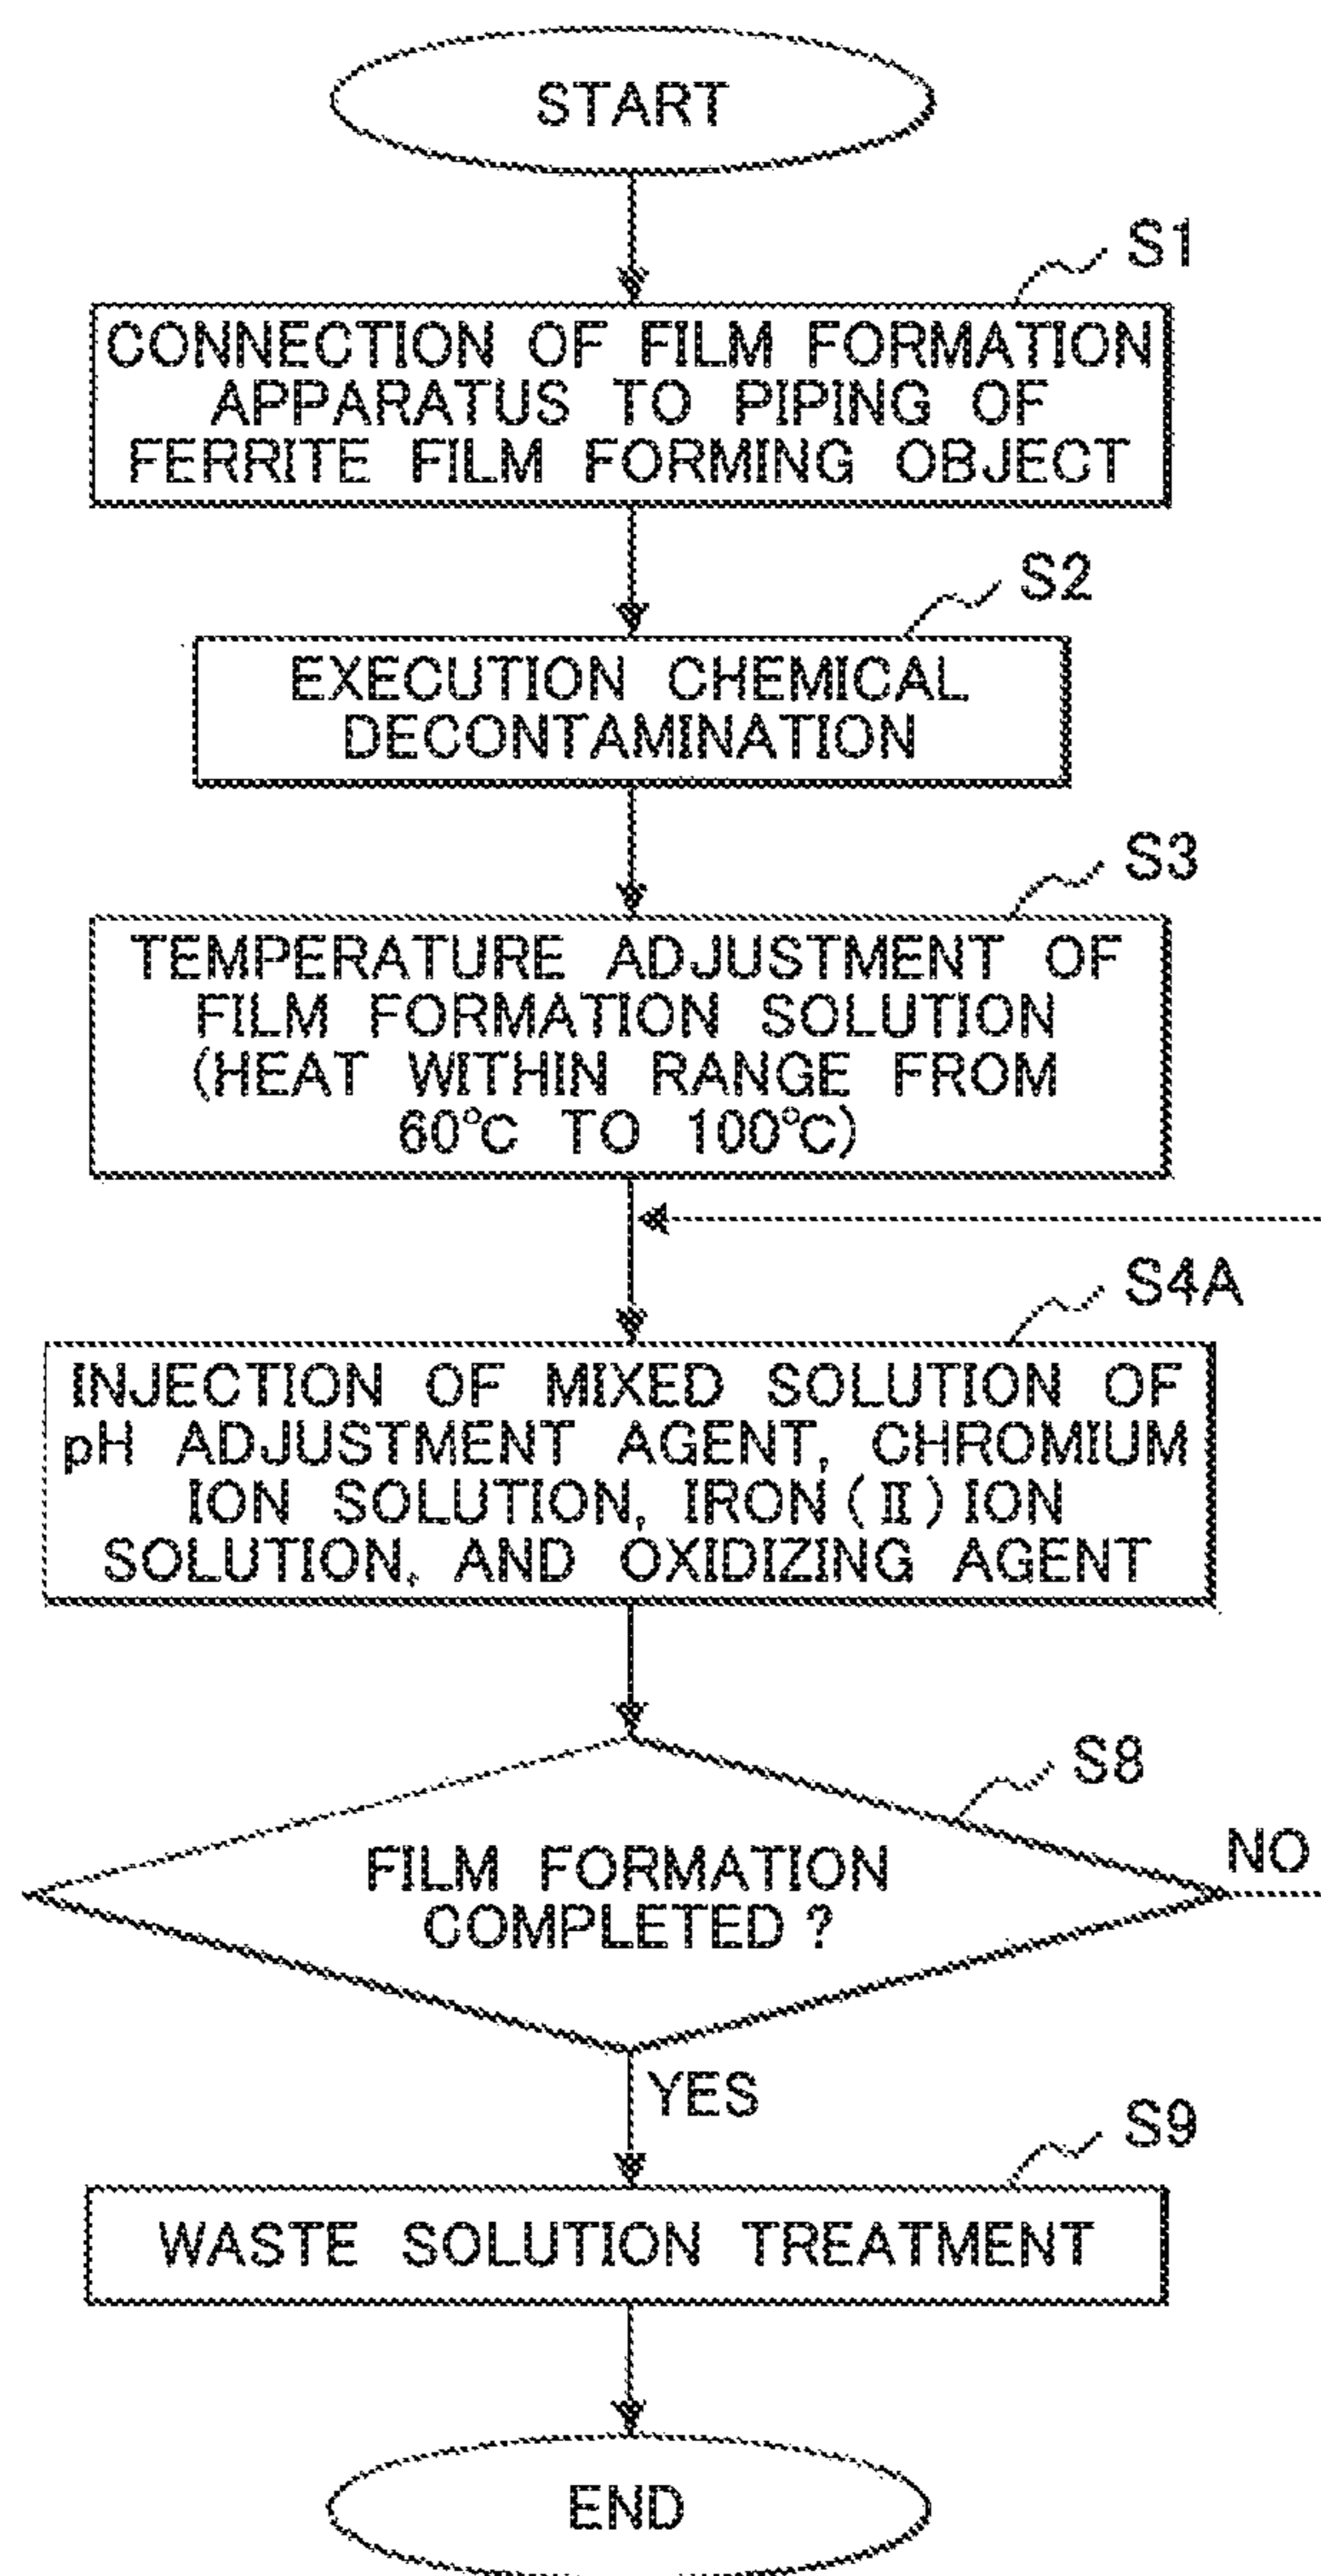 START
S1
CONNECTION OF FILM FORMATION
APPARATUS TO PIPING OF
FERRITE FILM FORMING OBJECT
S2
EXECUTION CHEMICAL
DECONTAMINATION
S3
TEMPERATURE ADJUSTMENT OF
FILM FORMATION SOLUTION
(HEAT WITHIN RANGE FROM
60℃ TO 100℃)
S4A
INJECTION OF MIXED SOLUTION OF
pH ADJUSTMENT AGENT, CHROMIUM
ION SOLUTION, IRON(Ⅱ)ION
SOLUTION, AND OXIDIZING AGENT
S8
FILM FORMATION
COMPLETED?
NO
YES
S9
WASTE SOLUTION TREATMENT
END